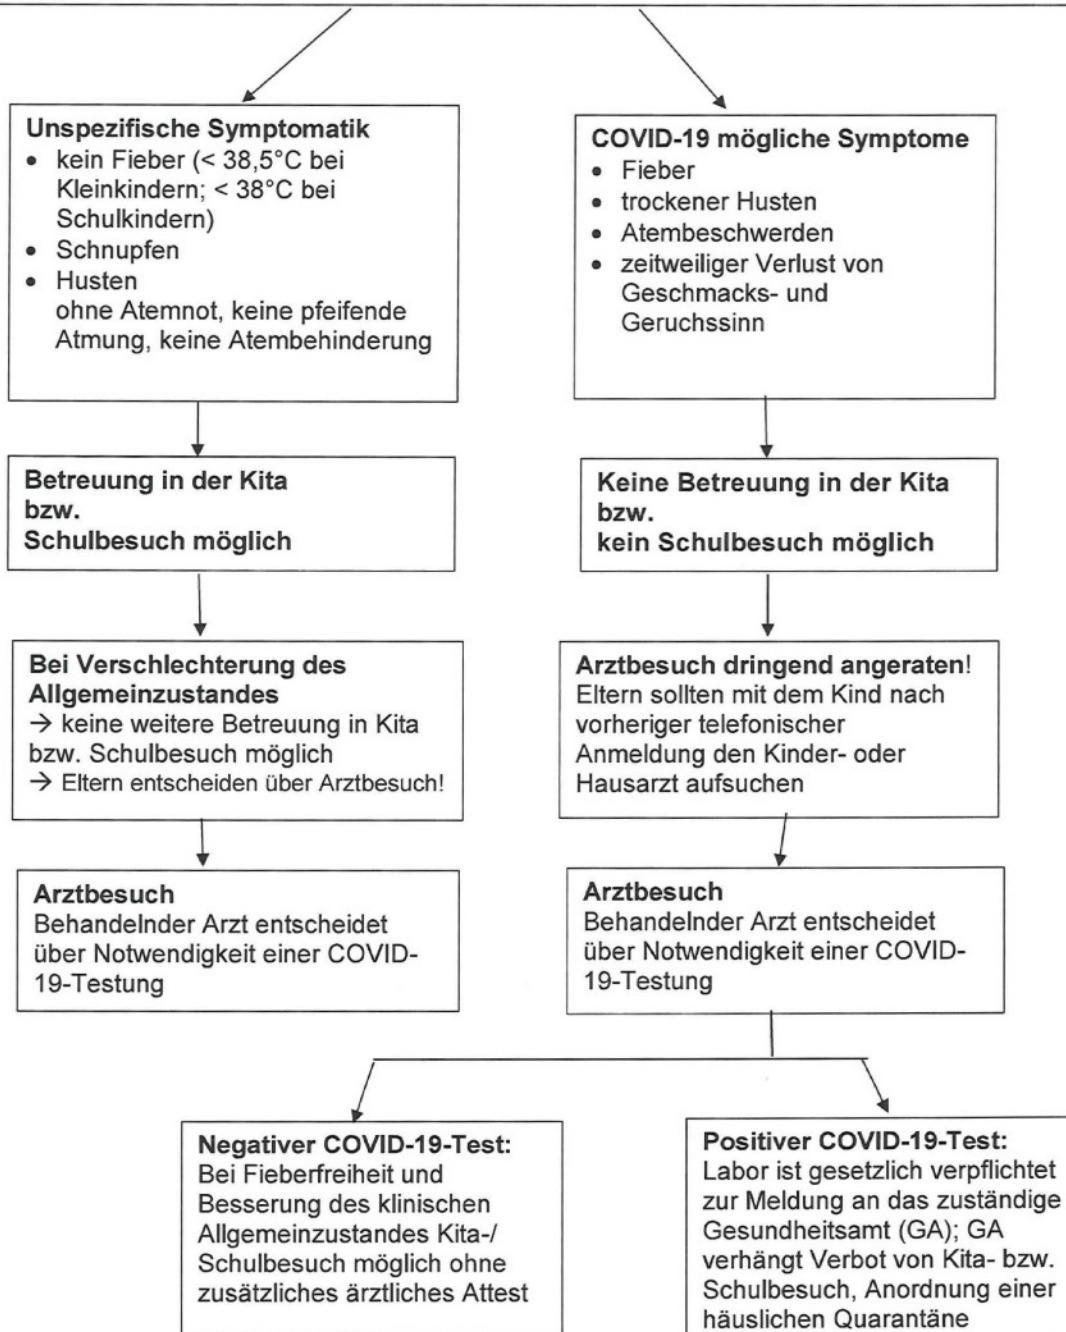 Unspezifische Symptomatik
• kein Fieber (< 38,5°C bei
Kleinkindern; < 38°C bei
Schulkindern)
• Schnupfen
• Husten
ohne Atemnot, keine pfeifende
Atmung, keine Atembehinderung
COVID-19 mögliche Symptome
• Fieber
• trockener Husten
• Atembeschwerden
• zeitweiliger Verlust von
Geschmacks- und
Geruchssinn
Betreuung in der Kita
bzw.
Schulbesuch möglich
Keine Betreuung in der Kita
bzw.
kein Schulbesuch möglich
Bei Verschlechterung des
Allgemeinzustandes
→ keine weitere Betreuung in Kita
bzw. Schulbesuch möglich
→ Eltern entscheiden über Arztbesuch!
Arztbesuch dringend angeraten!
Eltern sollten mit dem Kind nach
vorheriger telefonischer
Anmeldung den Kinder- oder
Hausarzt aufsuchen
Arztbesuch
Behandelnder Arzt entscheidet
über Notwendigkeit einer COVID-
19-Testung
Arztbesuch
Behandelnder Arzt entscheidet
über Notwendigkeit einer COVID-
19-Testung
Negativer COVID-19-Test:
Bei Fieberfreiheit und
Besserung des klinischen
Allgemeinzustandes Kita-/
Schulbesuch möglich ohne
zusätzliches ärztliches Attest
Positiver COVID-19-Test:
Labor ist gesetzlich verpflichtet
zur Meldung an das zuständige
Gesundheitsamt (GA); GA
verhängt Verbot von Kita- bzw.
Schulbesuch, Anordnung einer
häuslichen Quarantäne